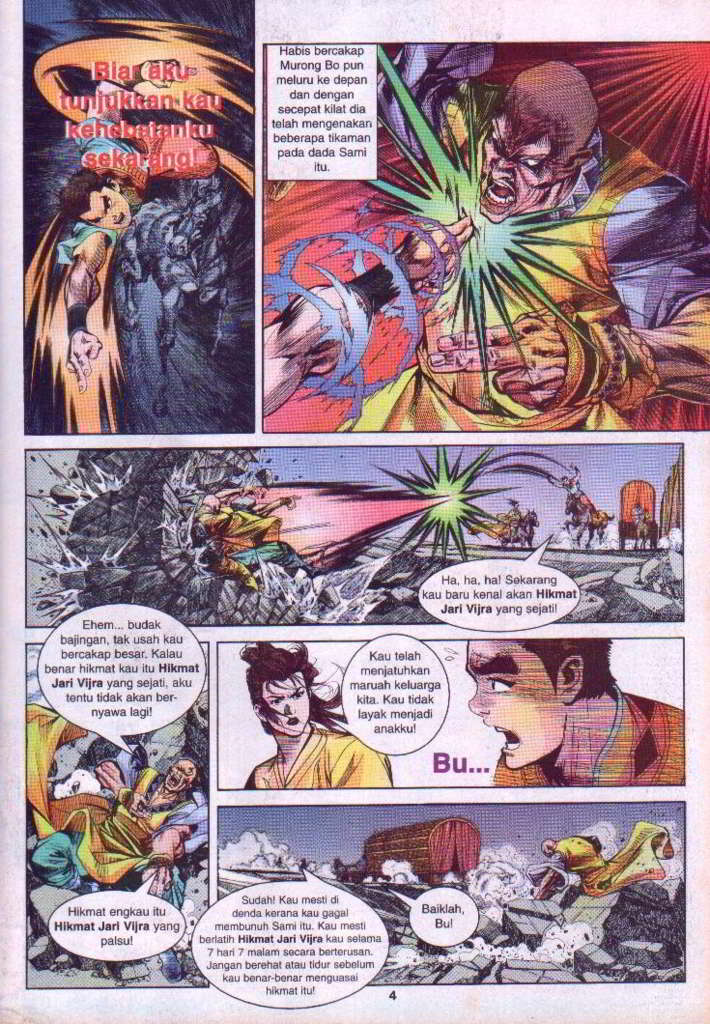 Biar aku
tunjukkan kau
kehebatanku
sekarang!
Habis bercakap
Murong Bo pun
meluru ke depan
dan dengan
secepat kilat dia
telah mengenakan
beberapa tikaman
pada dada Sami
itu.
Ha, ha, ha! Sekarang
kau baru kenal akan Hikmat
Jari Vijra yang sejati!
Ehem... budak
bajingan, tak usah kau
bercakap besar. Kalau
benar hikmat kau itu Hikmat
Jari Vijra yang sejati, aku
tentu tidak akan ber-
nyawa lagi!
Hikmat engkau itu
Hikmat Jari Vijra yang
palsu!
Kau telah
menjatuhkan
maruah keluarga
kita. Kau tidak
layak menjadi
anakku!
Bu...
Sudah! Kau mesti di
denda kerana kau gagal
membunuh Sami itu. Kau mesti
berlatih Hikmat Jari Vijra kau selama
7 hari 7 malam secara berterusan.
Jangan berehat atau tidur sebelum
kau benar-benar menguasai
hikmat itu!
Baiklah,
Bu!
4